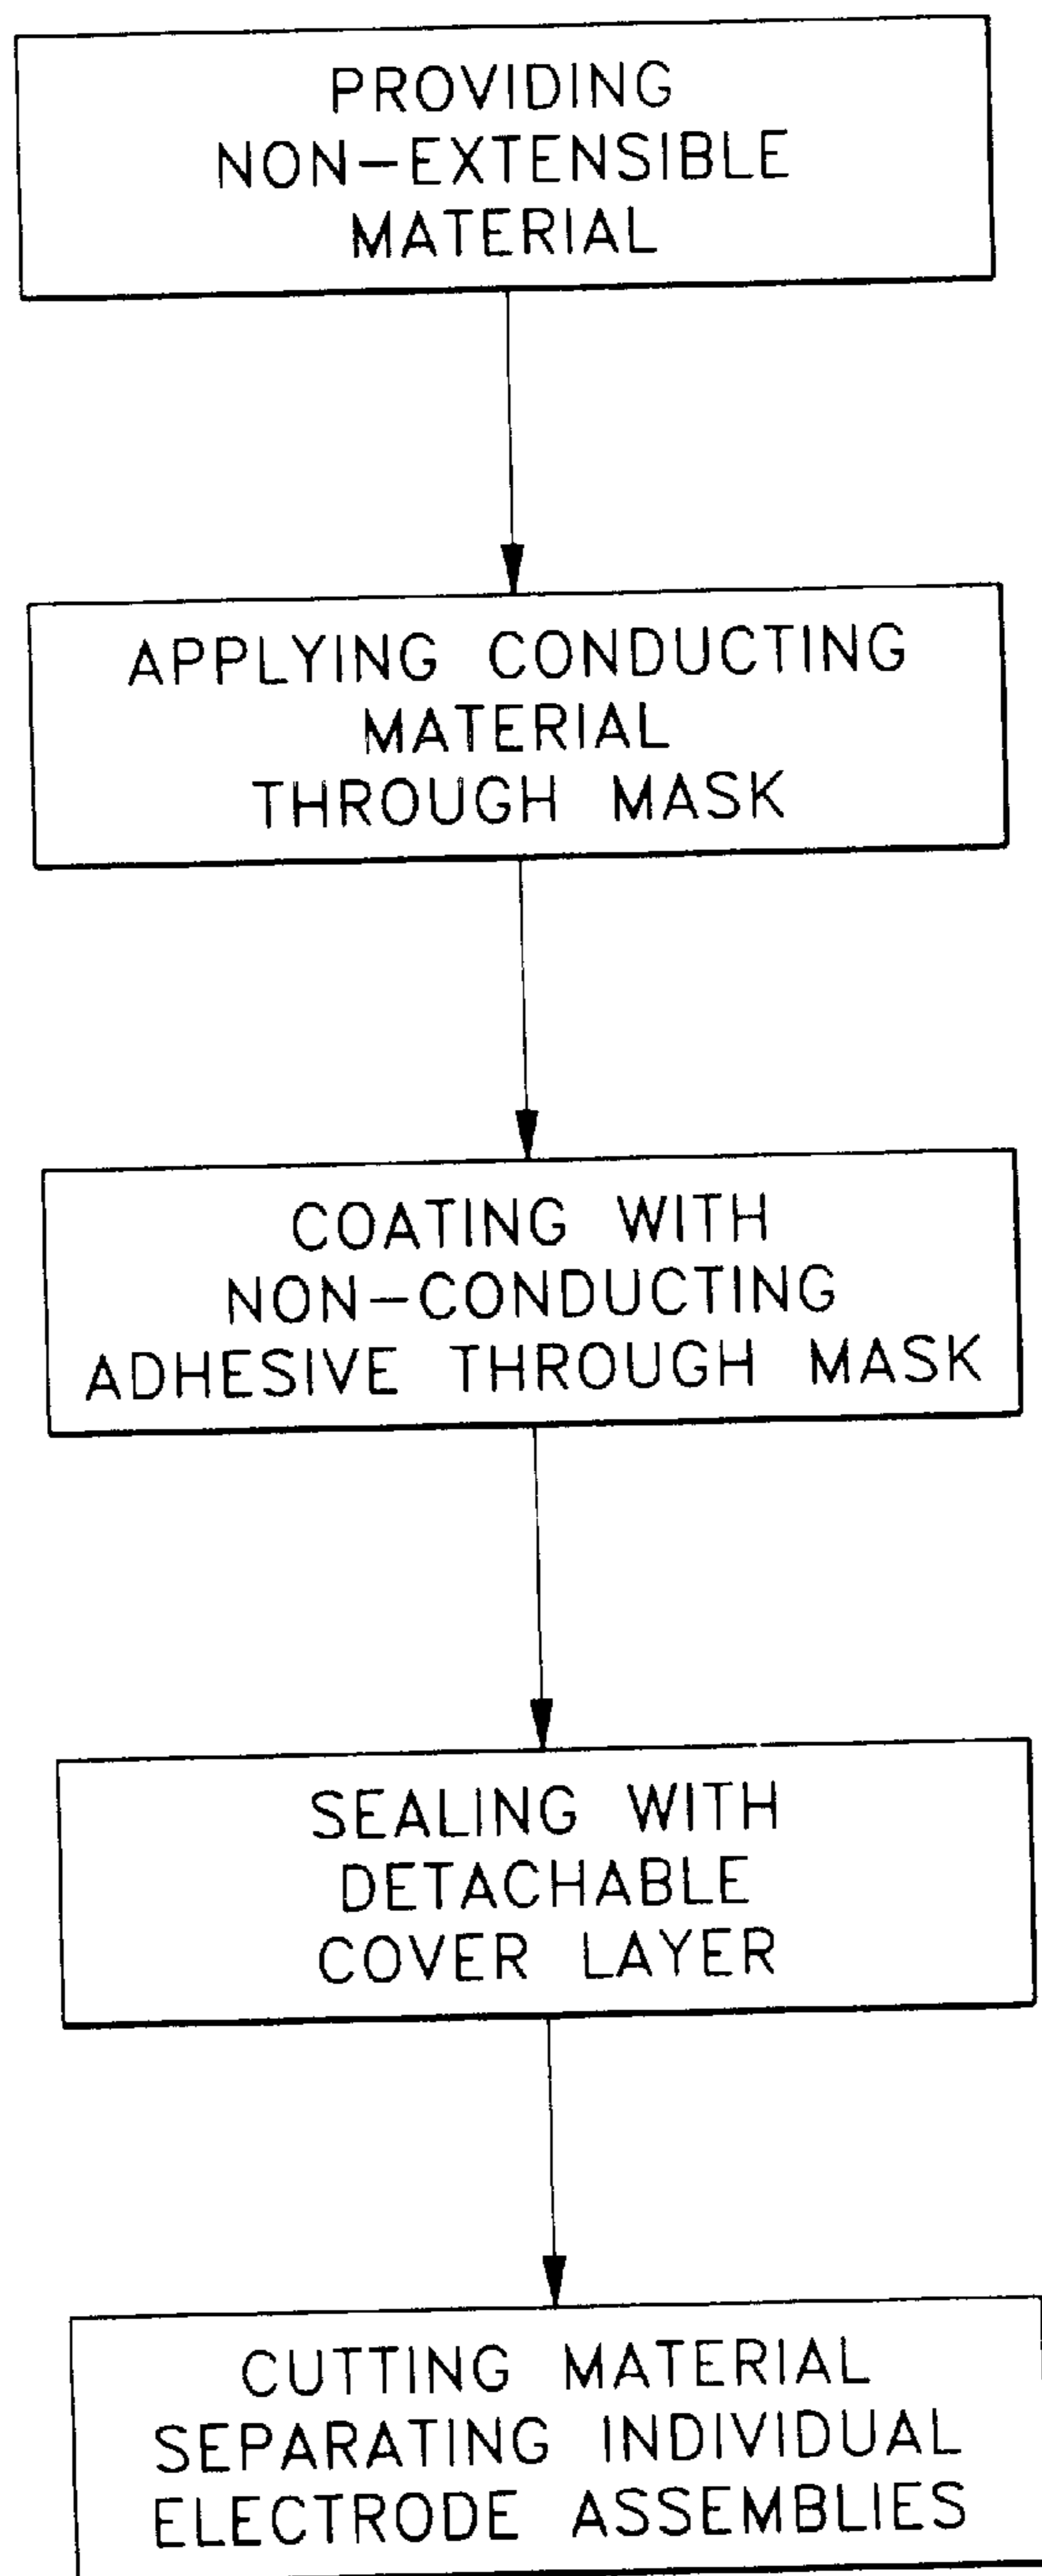 PROVIDING
NON-EXTENSIBLE
MATERIAL
APPLYING CONDUCTING
MATERIAL
THROUGH MASK
COATING WITH
NON-CONDUCTING
ADHESIVE THROUGH MASK
SEALING WITH
DETACHABLE
COVER LAYER
CUTTING MATERIAL
SEPARATING INDIVIDUAL
ELECTRODE ASSEMBLIES